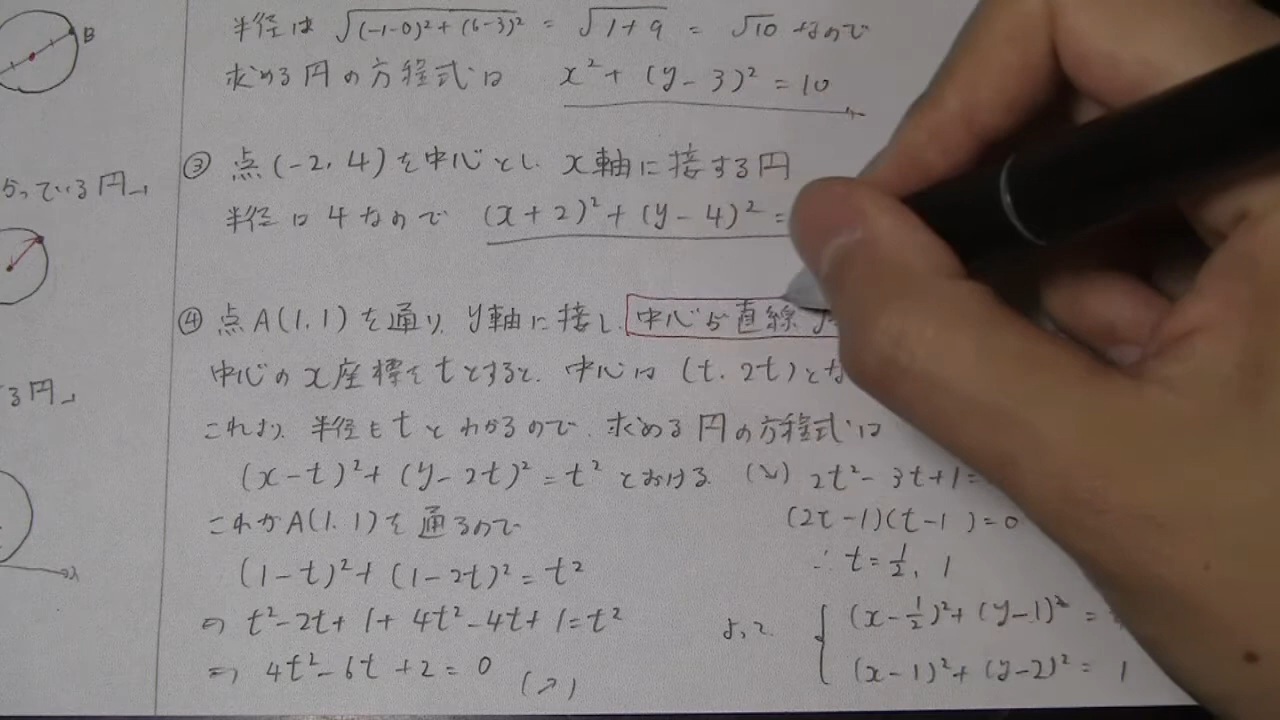 半径は √(-1-0)²+(6-3)² = √1+9 = √10 なので
求める円の方程式は x²+(y-3)²=10
B
③ 点(-2,4)を中心とし x軸に接する円
半径は4なので (x+2)²+(y-4)²=
っている円
る円
④ 点A(1,1)を通り、y軸に接し、中心が直線
中心のx座標をtとすると、中心は(t,2t)と
これより、半径もtとわかるので、求める円の方程式は
(x-t)²+(y-2t)²=t² とおける
これがA(1,1)を通るので
(1-t)²+(1-2t)²=t²
⇒ t²-2t+1+4t²-4t+1=t²
⇒ 4t²-6t+2=0 (↗)
(↘) 2t²-3t+1=
(2t-1)(t-1)=0
∴ t=1/2, 1
よって
(x-1/2)²+(y-1)²=
(x-1)²+(y-2)²=1
x